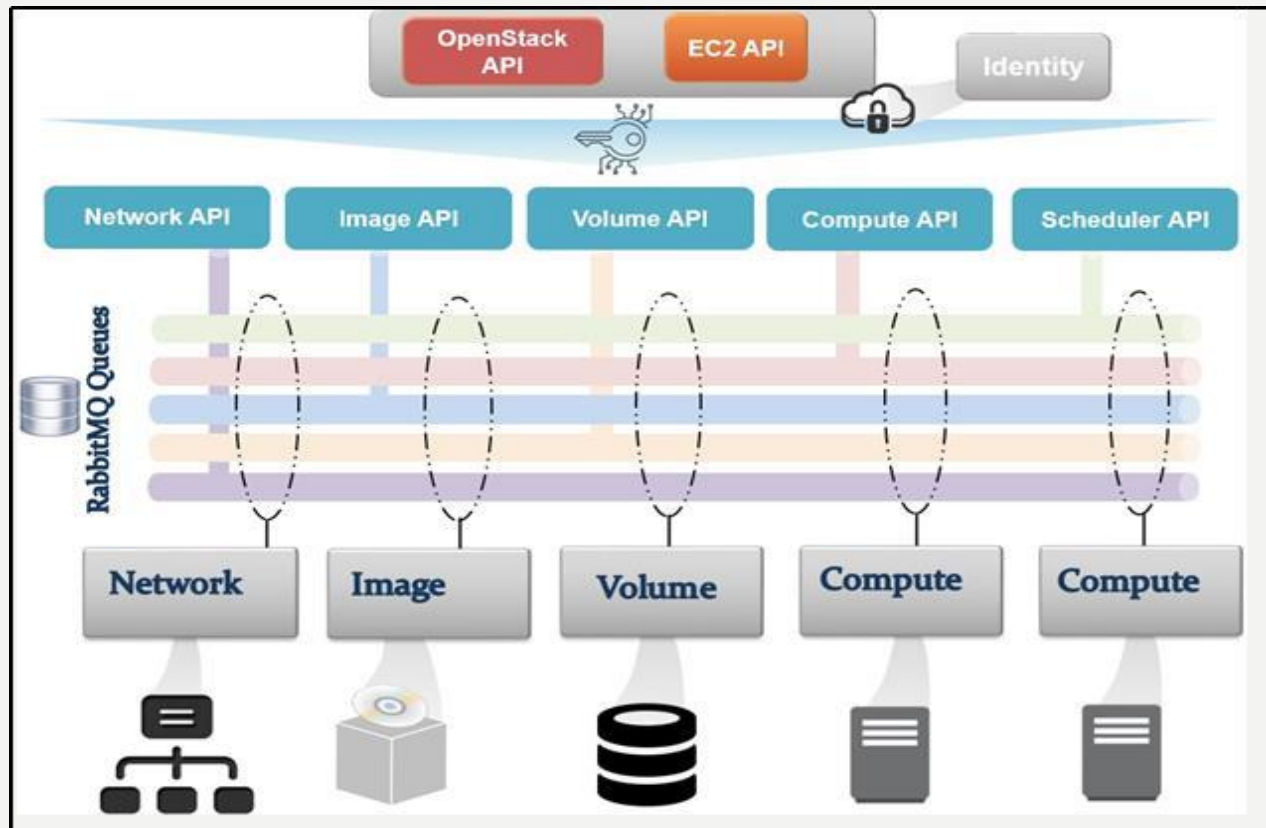 OpenStack
API
EC2 API
Identity
Network API
Image API
Volume API
Compute API
Scheduler API
RabbitMQ Queues
Network
Image
Volume
Compute
Compute